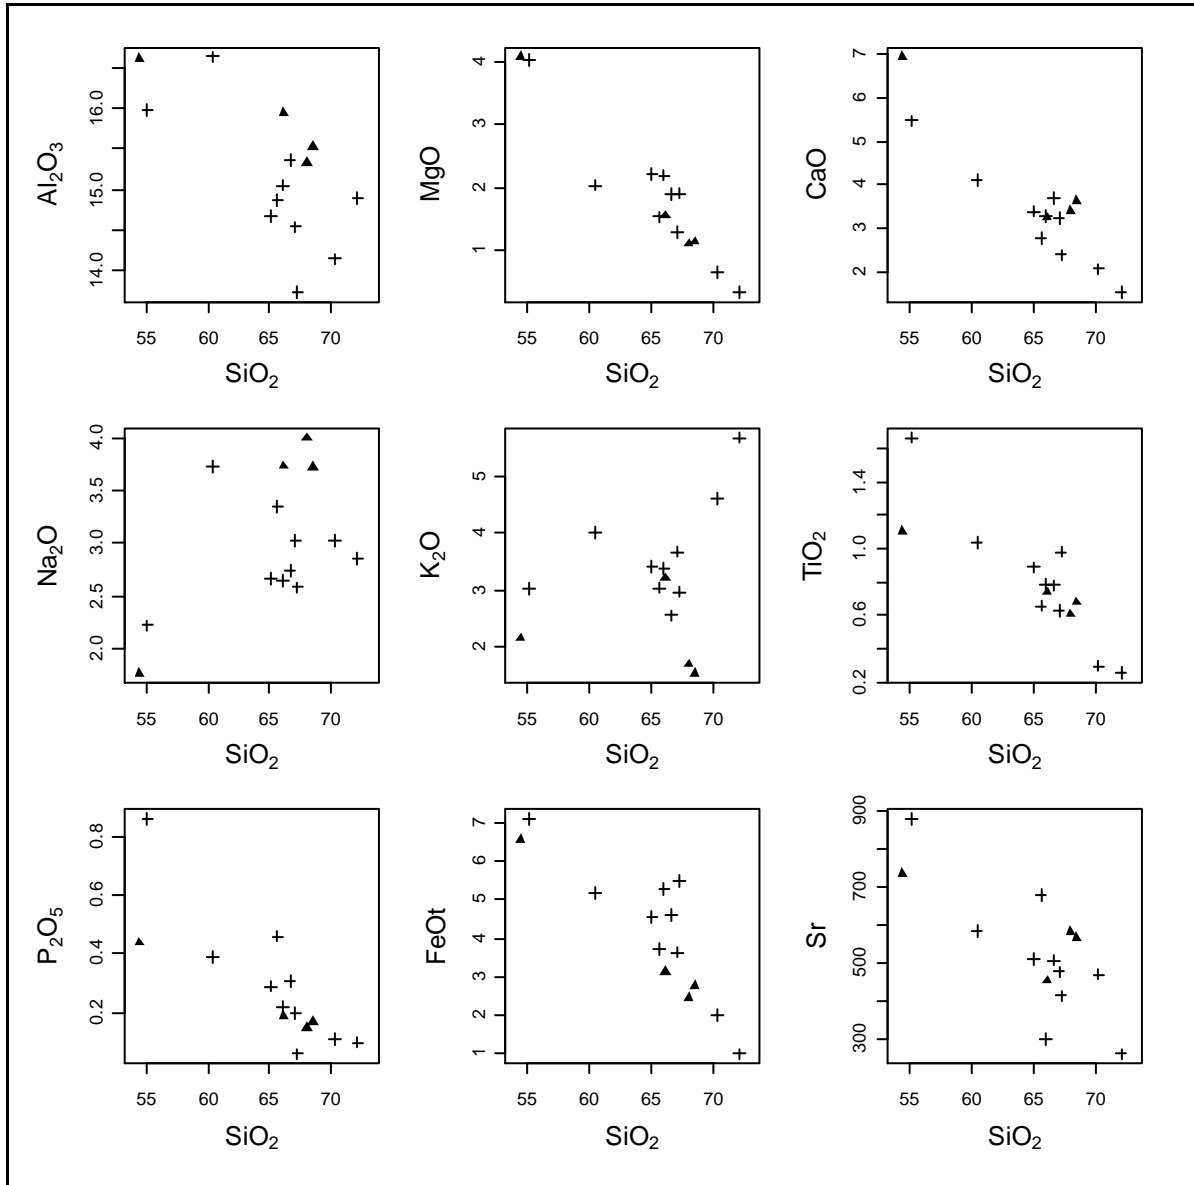 Al₂O₃
14.0 15.0 16.0
55 60 65 70
SiO₂
MgO
1 2 3 4
55 60 65 70
SiO₂
CaO
2 3 4 5 6 7
55 60 65 70
SiO₂
Na₂O
2.0 2.5 3.0 3.5 4.0
55 60 65 70
SiO₂
K₂O
2 3 4 5
55 60 65 70
SiO₂
TiO₂
0.2 0.6 1.0 1.4
55 60 65 70
SiO₂
P₂O₅
0.2 0.4 0.6 0.8
55 60 65 70
SiO₂
FeOt
1 2 3 4 5 6 7
55 60 65 70
SiO₂
Sr
300 500 700 900
55 60 65 70
SiO₂